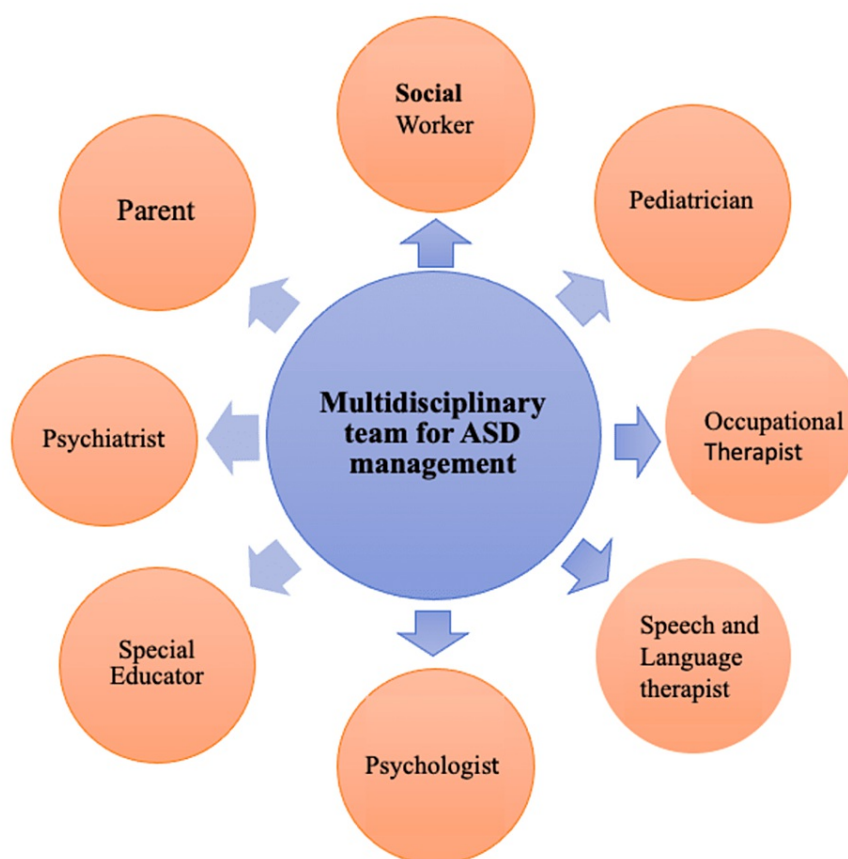 Social
Worker
Parent
Pediatrician
Multidisciplinary
team for ASD
management
Psychiatrist
Occupational
Therapist
Special
Educator
Speech and
Language
therapist
Psychologist